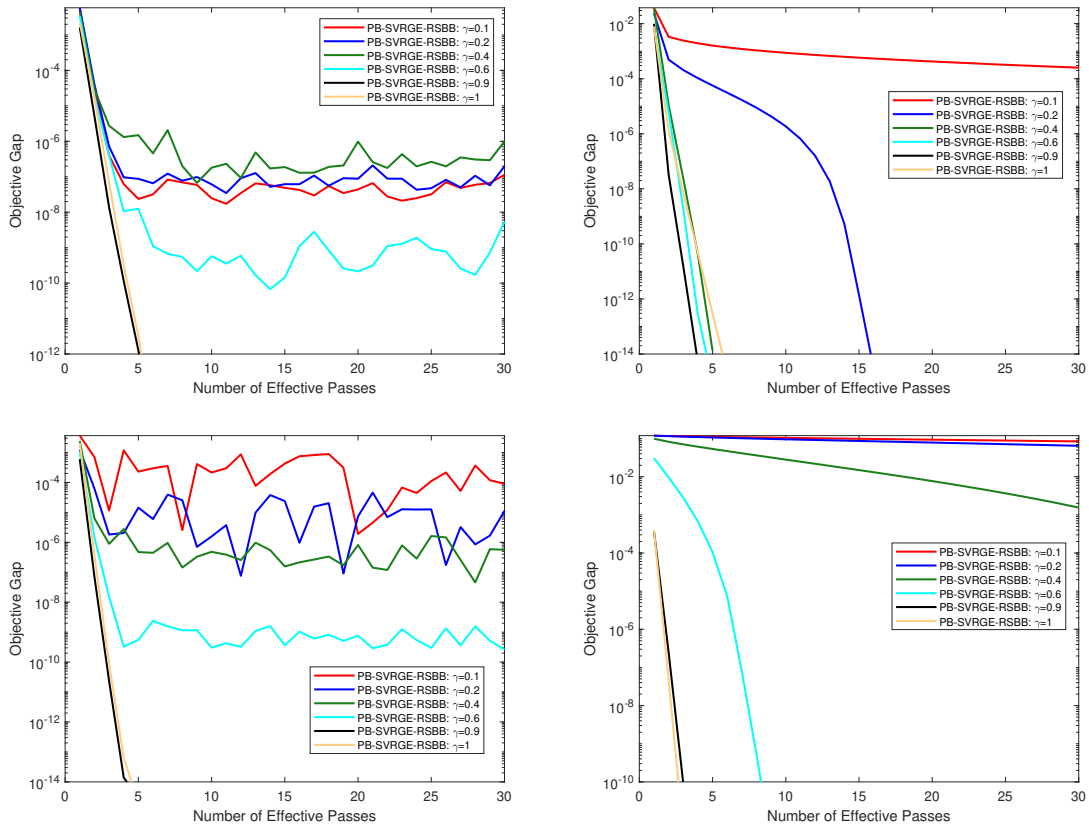 PB-SVRGE-RSBB: γ=0.1
PB-SVRGE-RSBB: γ=0.2
PB-SVRGE-RSBB: γ=0.4
PB-SVRGE-RSBB: γ=0.6
PB-SVRGE-RSBB: γ=0.9
PB-SVRGE-RSBB: γ=1
Objective Gap
10^-4
10^-6
10^-8
10^-10
10^-12
0 5 10 15 20 25 30
Number of Effective Passes
PB-SVRGE-RSBB: γ=0.1
PB-SVRGE-RSBB: γ=0.2
PB-SVRGE-RSBB: γ=0.4
PB-SVRGE-RSBB: γ=0.6
PB-SVRGE-RSBB: γ=0.9
PB-SVRGE-RSBB: γ=1
Objective Gap
10^-2
10^-4
10^-6
10^-8
10^-10
10^-12
10^-14
0 5 10 15 20 25 30
Number of Effective Passes
Objective Gap
10^-4
10^-6
10^-8
10^-10
10^-12
10^-14
PB-SVRGE-RSBB: γ=0.1
PB-SVRGE-RSBB: γ=0.2
PB-SVRGE-RSBB: γ=0.4
PB-SVRGE-RSBB: γ=0.6
PB-SVRGE-RSBB: γ=0.9
PB-SVRGE-RSBB: γ=1
0 5 10 15 20 25 30
Number of Effective Passes
Objective Gap
10^-2
10^-4
10^-6
10^-8
10^-10
PB-SVRGE-RSBB: γ=0.1
PB-SVRGE-RSBB: γ=0.2
PB-SVRGE-RSBB: γ=0.4
PB-SVRGE-RSBB: γ=0.6
PB-SVRGE-RSBB: γ=0.9
PB-SVRGE-RSBB: γ=1
0 5 10 15 20 25 30
Number of Effective Passes